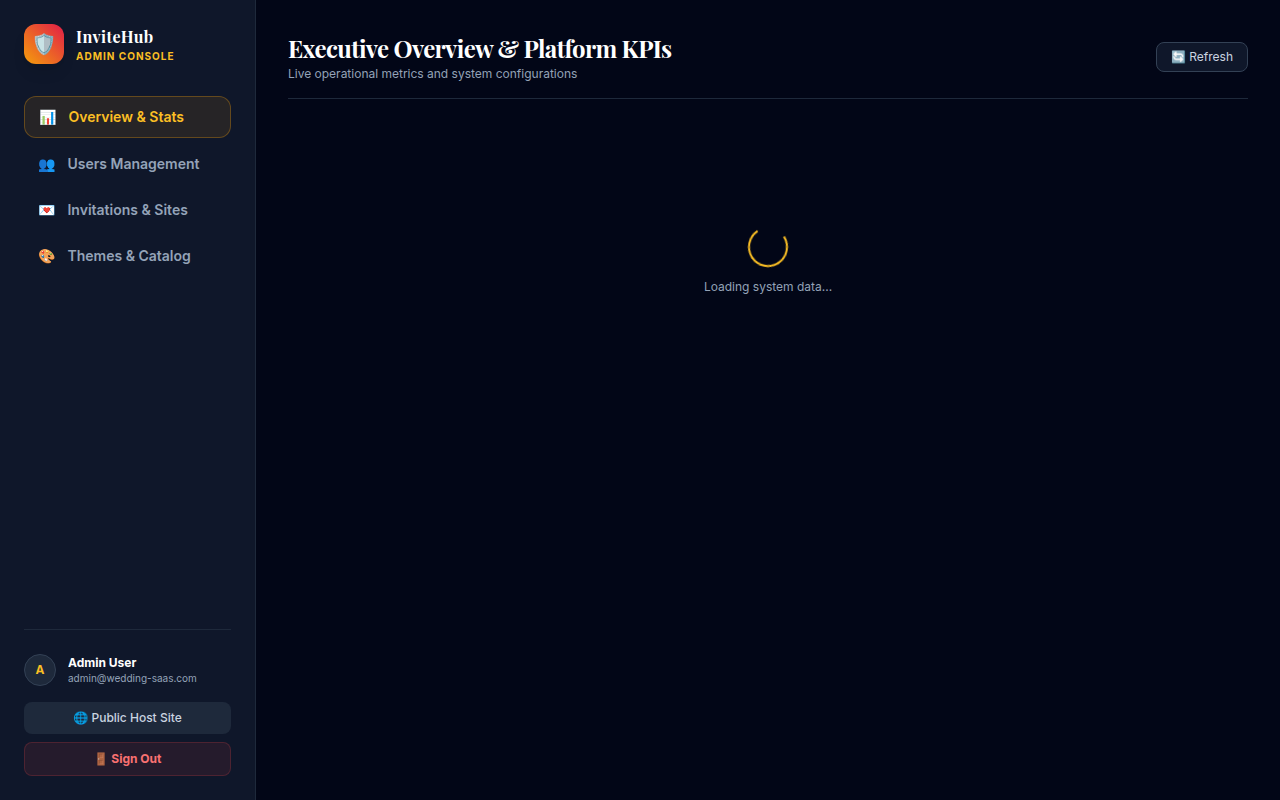 InviteHub
ADMIN CONSOLE
Overview & Stats
Users Management
Invitations & Sites
Themes & Catalog
Admin User
A
admin@wedding-saas.com
Public Host Site
Sign Out
Executive Overview & Platform KPIs
Live operational metrics and system configurations
Refresh
Loading system data...